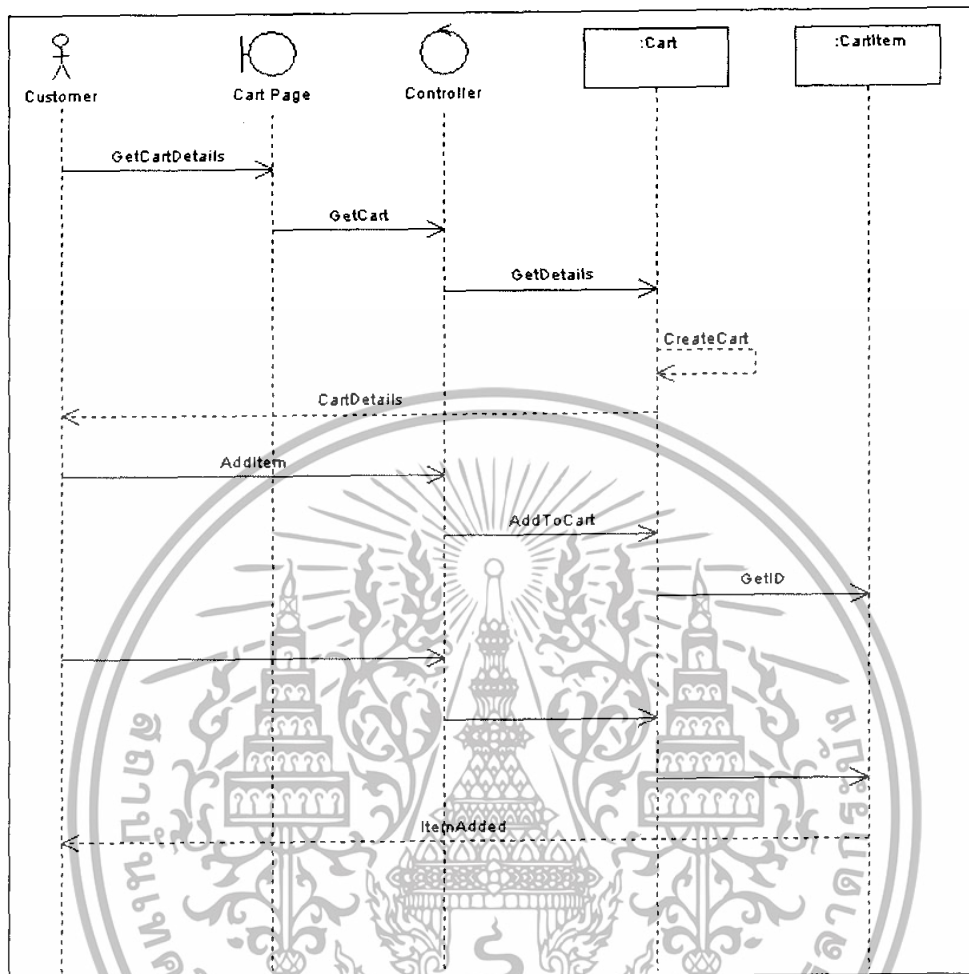 :Cart
:CartItem
Customer
Cart Page
Controller
GetCartDetails
GetCart
GetDetails
CreateCart
CartDetails
AddItem
AddToCart
GetID
ItemAdded